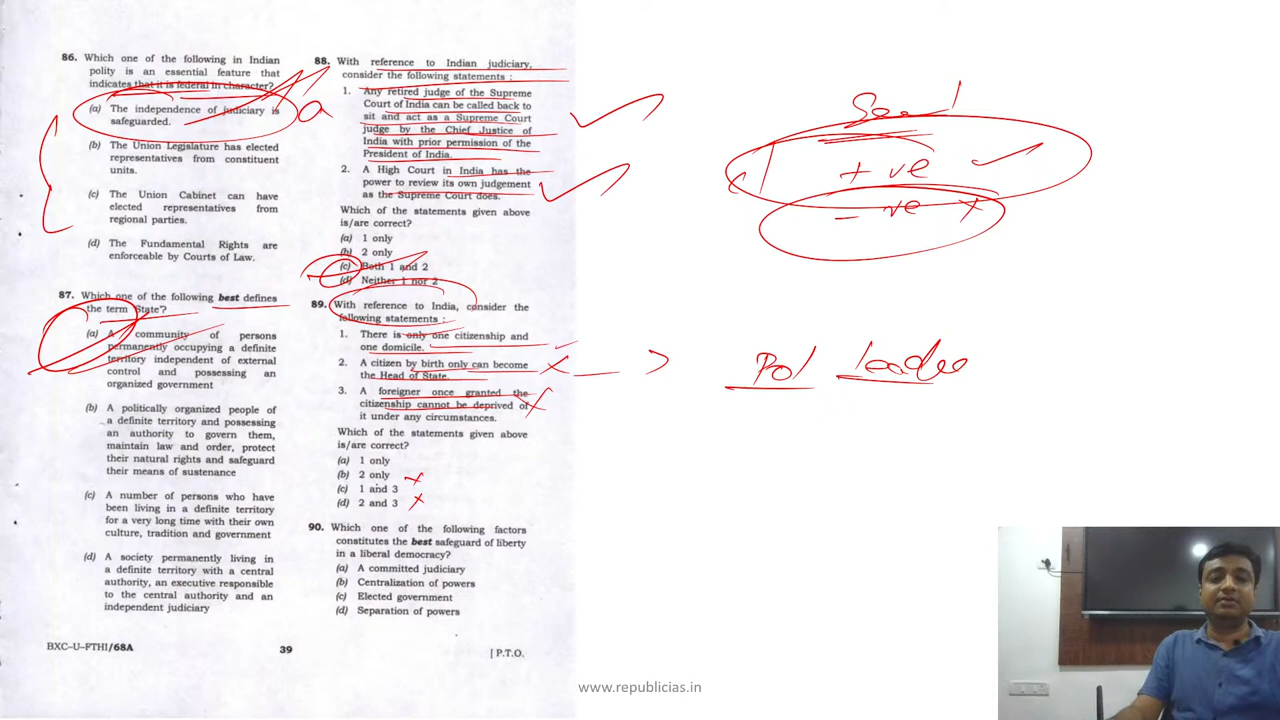 86. Which one of the following in Indian
polity is an essential feature that
indicates that it is federal in character?
(a) The independence of judiciary is
safeguarded.
(b) The Union Legislature has elected
representatives from constituent
units.
(c) The Union Cabinet can have
elected representatives from
regional parties.
(d) The Fundamental Rights are
enforceable by Courts of Law.
87. Which one of the following best defines
the term 'State'?
(a) A community of persons
permanently occupying a definite
territory independent of external
control and possessing an
organized government
(b) A politically organized people of
a definite territory and possessing
an authority to govern them,
maintain law and order, protect
their natural rights and safeguard
their means of sustenance
(c) A number of persons who have
been living in a definite territory
for a very long time with their own
culture, tradition and government
(d) A society permanently living in
a definite territory with a central
authority, an executive responsible
to the central authority and an
independent judiciary
BXC-U-FTHI/68A
39
88. With reference to Indian judiciary,
consider the following statements :
1. Any retired judge of the Supreme
Court of India can be called back to
sit and act as a Supreme Court
judge by the Chief Justice of
India with prior permission of the
President of India.
2. A High Court in India has the
power to review its own judgement
as the Supreme Court does.
Which of the statements given above
is/are correct?
(a) 1 only
(b) 2 only
(c) Both 1 and 2
(d) Neither 1 nor 2
89. With reference to India, consider the
following statements :
1. There is only one citizenship and
one domicile.
2. A citizen by birth only can become
the Head of State.
3. A foreigner once granted the
citizenship cannot be deprived of
it under any circumstances.
Which of the statements given above
is/are correct?
(a) 1 only
(b) 2 only
(c) 1 and 3
(d) 2 and 3
90. Which one of the following factors
constitutes the best safeguard of liberty
in a liberal democracy?
(a) A committed judiciary
(b) Centralization of powers
(c) Elected government
(d) Separation of powers
[ P.T.O.
a
+ ve
- ve x
Pol leader
www.republicias.in